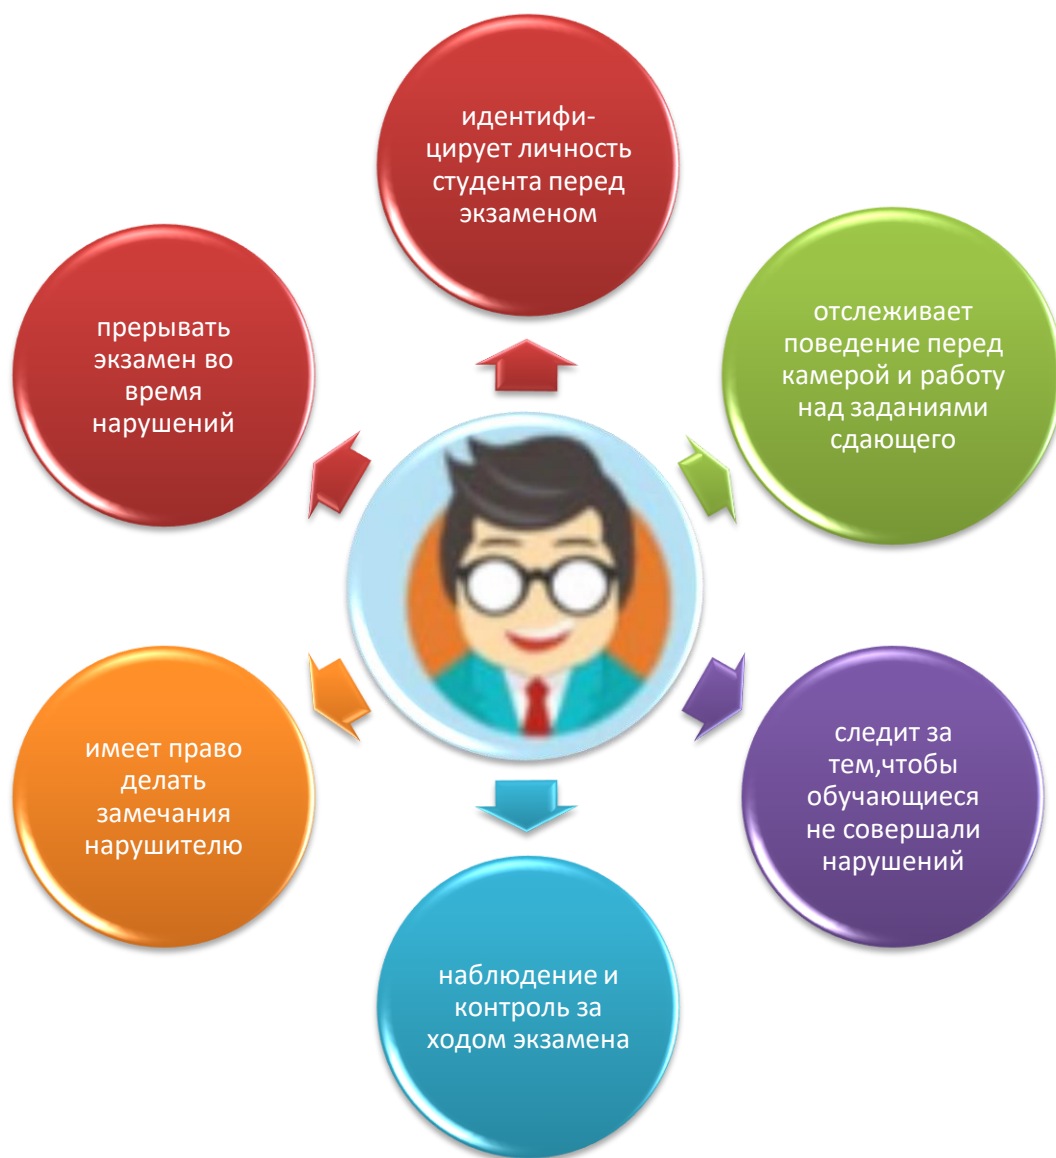 идентифи-
цирует личность
студента перед
экзаменом
отслеживает
поведение перед
камерой и работу
над заданиями
сдающего
следит за
тем,чтобы
обучающиеся
не совершали
нарушений
наблюдение и
контроль за
ходом экзамена
имеет право
делать
замечания
нарушителю
прерывать
экзамен во
время
нарушений